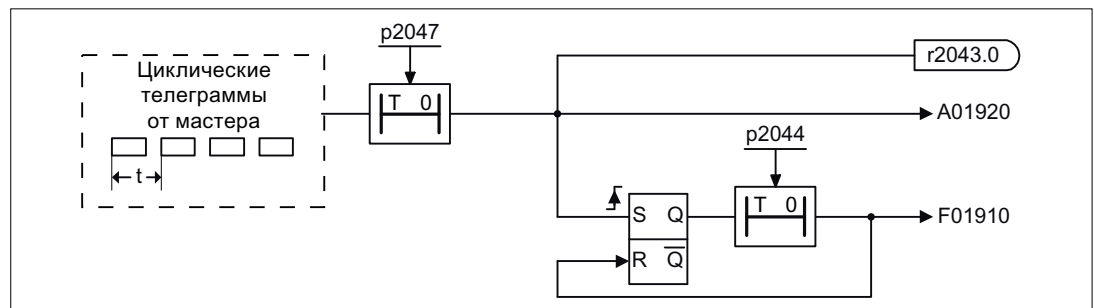 p2047
r2043.0
Циклические
телеграммы
от мастера
T 0
A01920
p2044
t
T 0
S Q
F01910
R Q̅